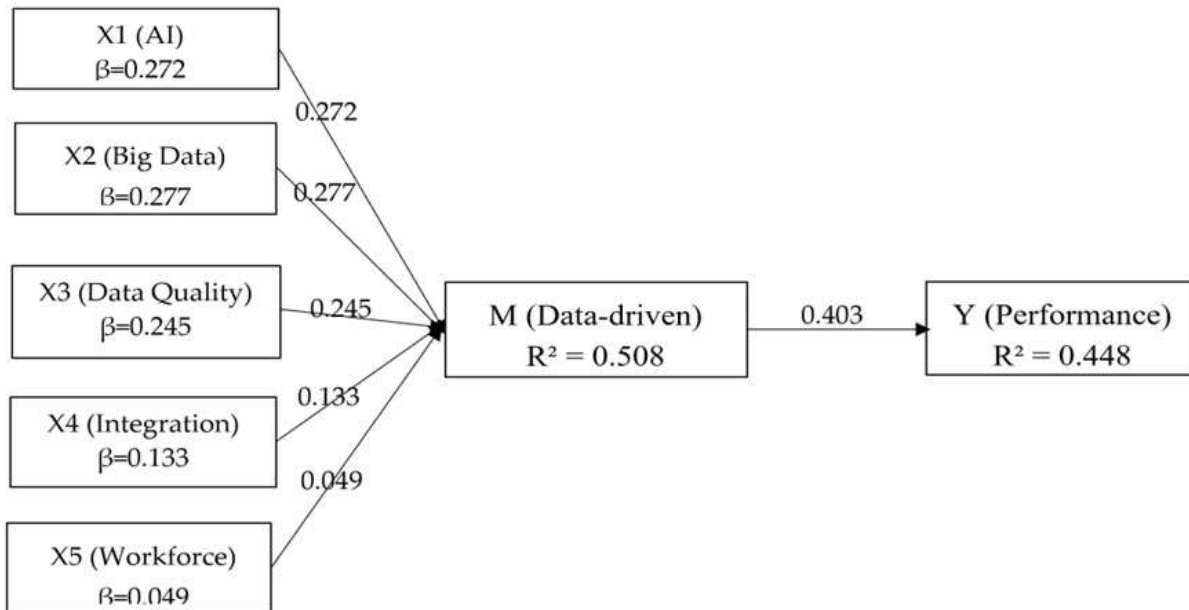 X1 (AI)
β=0.272
0.272
X2 (Big Data)
β=0.277
0.277
X3 (Data Quality)
β=0.245
0.245
M (Data-driven)
R² = 0.508
0.403
Y (Performance)
R² = 0.448
X4 (Integration)
β=0.133
0.133
0.049
X5 (Workforce)
β=0.049